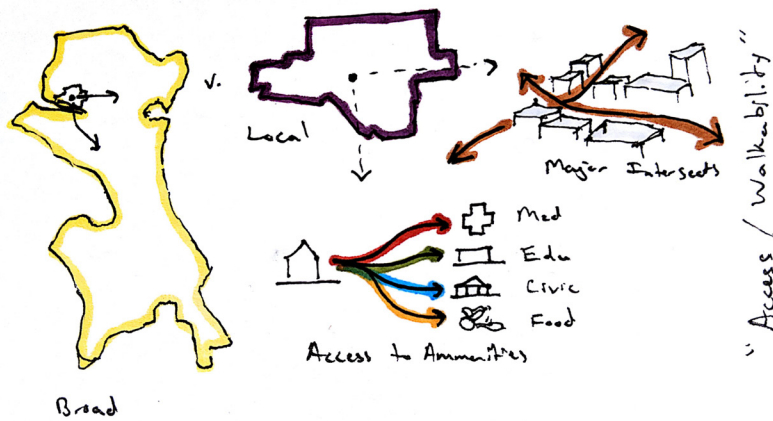 v.
Local
Major Intersects
Med
Edu
Civic
Food
Access to Ammenities
Broad
"Access / Walkability"